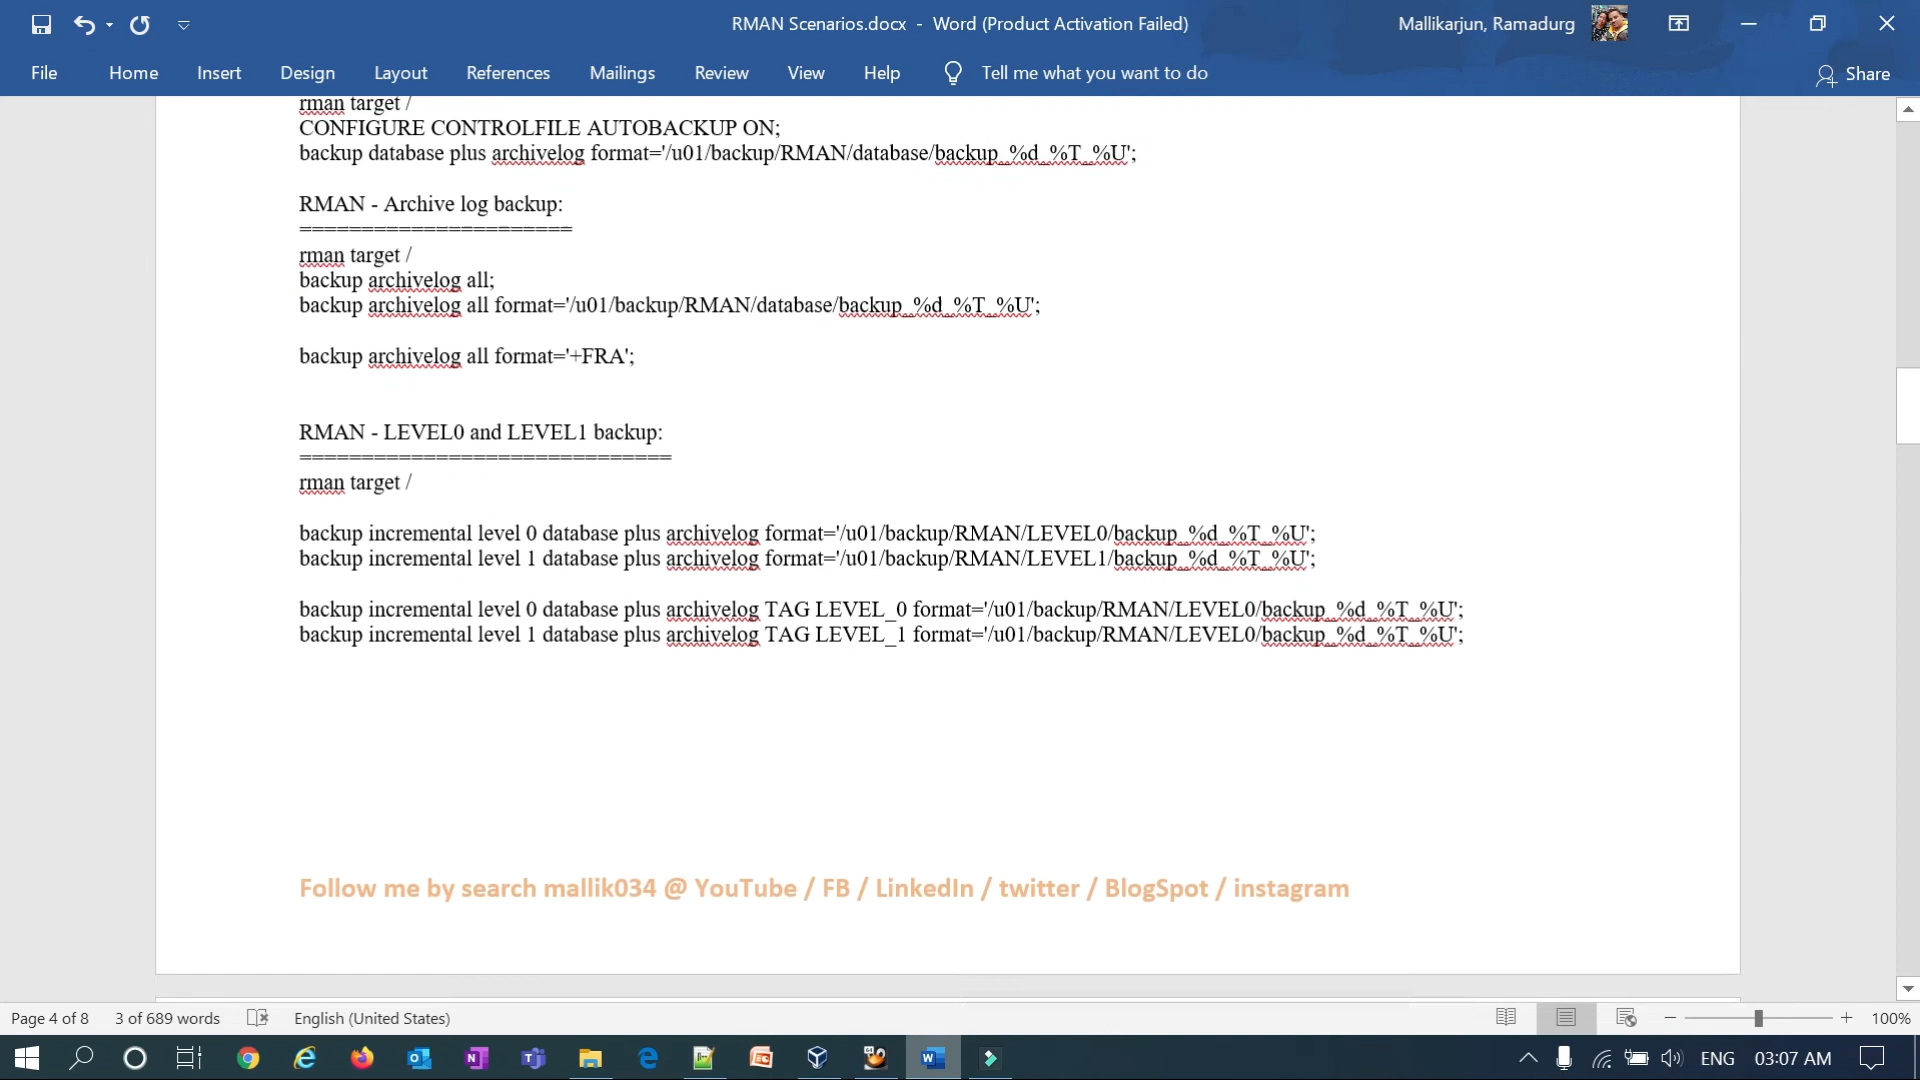 RMAN Scenarios.docx - Word (Product Activation Failed)
Mallikarjun, Ramadurg
File Home Insert Design Layout References Mailings Review View Help Tell me what you want to do Share
rman target /
CONFIGURE CONTROLFILE AUTOBACKUP ON;
backup database plus archivelog format='/u01/backup/RMAN/database/backup_%d_%T_%U';
RMAN - Archive log backup:
======================
rman target /
backup archivelog all;
backup archivelog all format='/u01/backup/RMAN/database/backup_%d_%T_%U';
backup archivelog all format='+FRA';
RMAN - LEVEL0 and LEVEL1 backup:
==============================
rman target /
backup incremental level 0 database plus archivelog format='/u01/backup/RMAN/LEVEL0/backup_%d_%T_%U';
backup incremental level 1 database plus archivelog format='/u01/backup/RMAN/LEVEL1/backup_%d_%T_%U';
backup incremental level 0 database plus archivelog TAG LEVEL_0 format='/u01/backup/RMAN/LEVEL0/backup_%d_%T_%U';
backup incremental level 1 database plus archivelog TAG LEVEL_1 format='/u01/backup/RMAN/LEVEL0/backup_%d_%T_%U';
Follow me by search mallik034 @ YouTube / FB / LinkedIn / twitter / BlogSpot / instagram
Page 4 of 8 3 of 689 words English (United States) 100%
ENG 03:07 AM